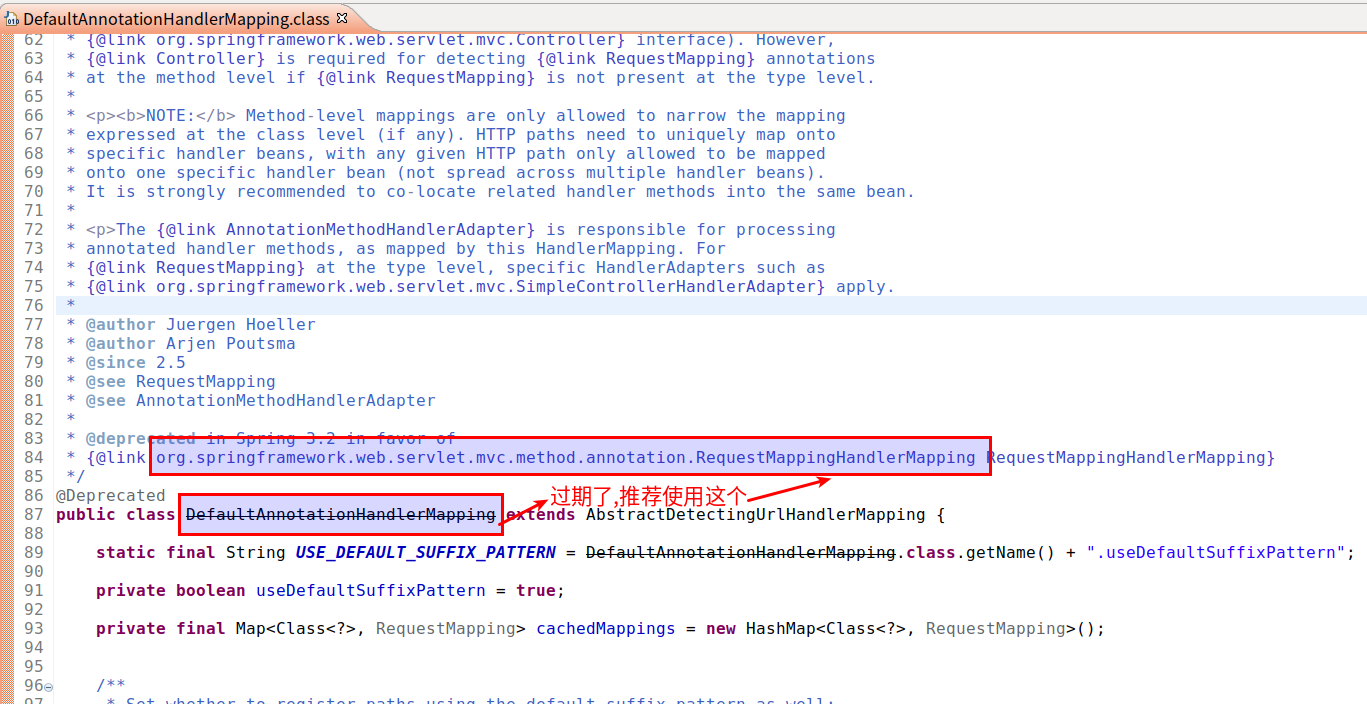 DefaultAnnotationHandlerMapping.class
62 * {@link org.springframework.web.servlet.mvc.Controller} interface). However,
63 * {@link Controller} is required for detecting {@link RequestMapping} annotations
64 * at the method level if {@link RequestMapping} is not present at the type level.
65 *
66 * <p><b>NOTE:</b> Method-level mappings are only allowed to narrow the mapping
67 * expressed at the class level (if any). HTTP paths need to uniquely map onto
68 * specific handler beans, with any given HTTP path only allowed to be mapped
69 * onto one specific handler bean (not spread across multiple handler beans).
70 * It is strongly recommended to co-locate related handler methods into the same bean.
71 *
72 * <p>The {@link AnnotationMethodHandlerAdapter} is responsible for processing
73 * annotated handler methods, as mapped by this HandlerMapping. For
74 * {@link RequestMapping} at the type level, specific HandlerAdapters such as
75 * {@link org.springframework.web.servlet.mvc.SimpleControllerHandlerAdapter} apply.
76 *
77 * @author Juergen Hoeller
78 * @author Arjen Poutsma
79 * @since 2.5
80 * @see RequestMapping
81 * @see AnnotationMethodHandlerAdapter
82 *
83 * @deprecated in Spring 3.2 in favor of
84 * {@link org.springframework.web.servlet.mvc.method.annotation.RequestMappingHandlerMapping RequestMappingHandlerMapping}
85 */
86 @Deprecated
过期了,推荐使用这个
87 public class DefaultAnnotationHandlerMapping extends AbstractDetectingUrlHandlerMapping {
88
89 static final String USE_DEFAULT_SUFFIX_PATTERN = DefaultAnnotationHandlerMapping.class.getName() + ".useDefaultSuffixPattern";
90
91 private boolean useDefaultSuffixPattern = true;
92
93 private final Map<Class<?>, RequestMapping> cachedMappings = new HashMap<Class<?>, RequestMapping>();
94
95
96 /**
97 * Set whether to register paths using the default suffix pattern as well: